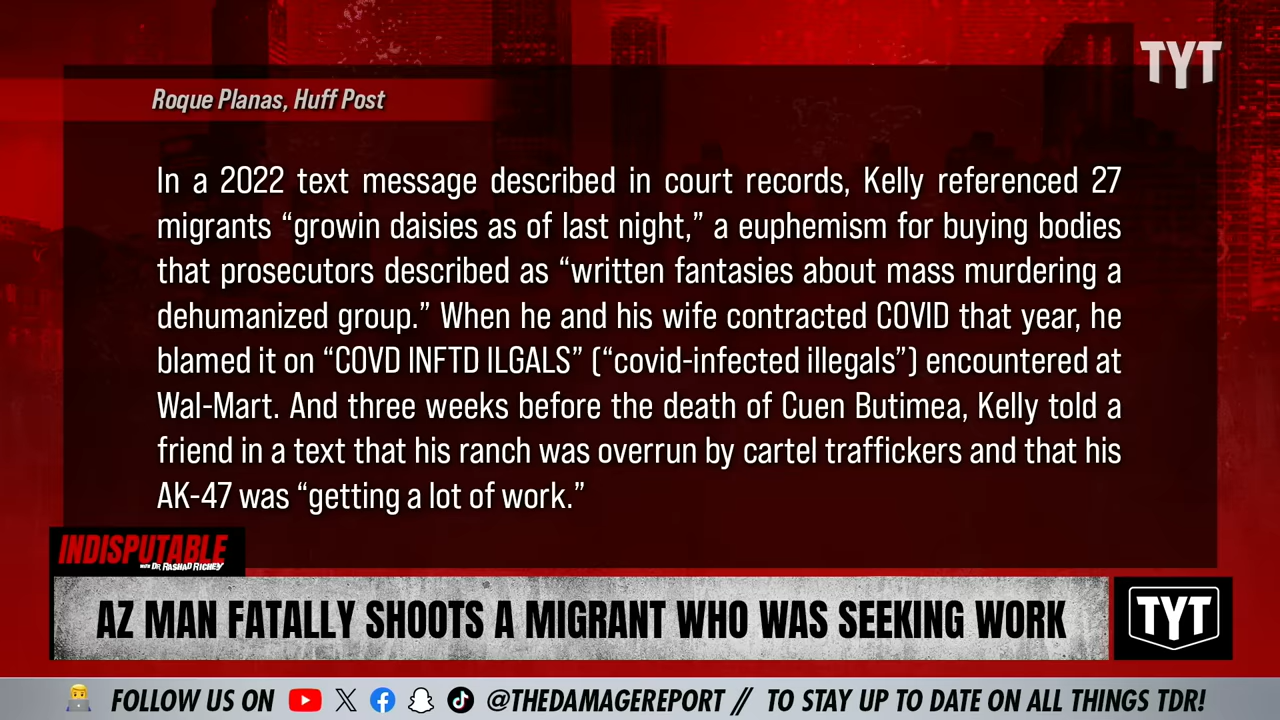 TYT
Roque Planas, Huff Post
In a 2022 text message described in court records, Kelly referenced 27
migrants “growin daisies as of last night,” a euphemism for buying bodies
that prosecutors described as “written fantasies about mass murdering a
dehumanized group.” When he and his wife contracted COVID that year, he
blamed it on “COVD INFTD ILGALS” (“covid-infected illegals”) encountered at
Wal-Mart. And three weeks before the death of Cuen Butimea, Kelly told a
friend in a text that his ranch was overrun by cartel traffickers and that his
AK-47 was “getting a lot of work.”
INDISPUTABLE
WITH DR. RASHAD RICHEY
AZ MAN FATALLY SHOOTS A MIGRANT WHO WAS SEEKING WORK
TYT
FOLLOW US ON @THEDAMAGEREPORT // TO STAY UP TO DATE ON ALL THINGS TDR!